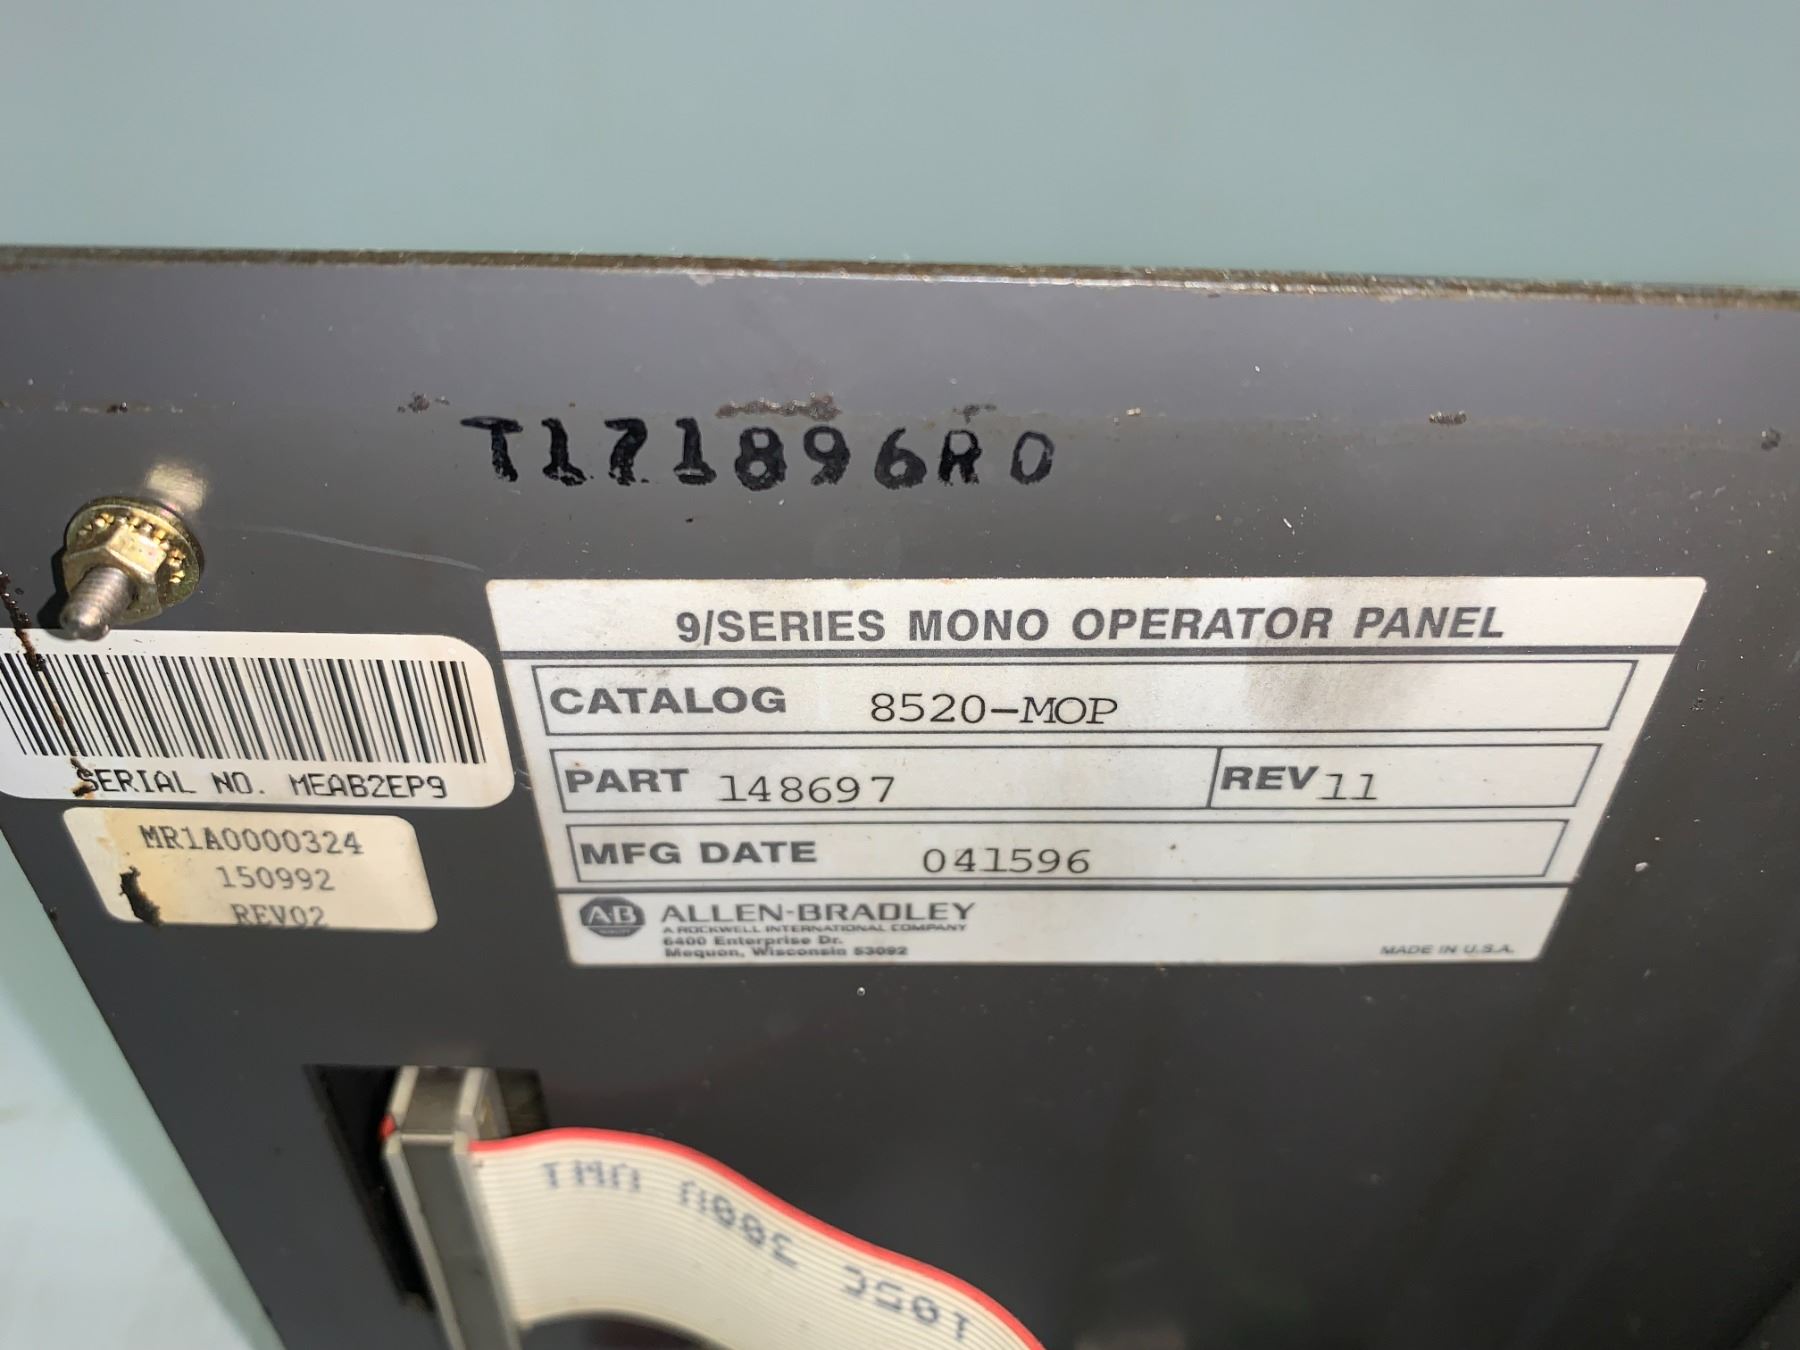 T171896R0
9/SERIES MONO OPERATOR PANEL
CATALOG 8520-MOP
PART 148697 REV 11
MFG DATE 041596
A-B ALLEN-BRADLEY
A ROCKWELL INTERNATIONAL COMPANY
6400 Enterprise Dr.
Mequon, Wisconsin 53092
MADE IN U.S.A.
SERIAL NO. MEAB2EP9
MR1A0000324
150992
REV02